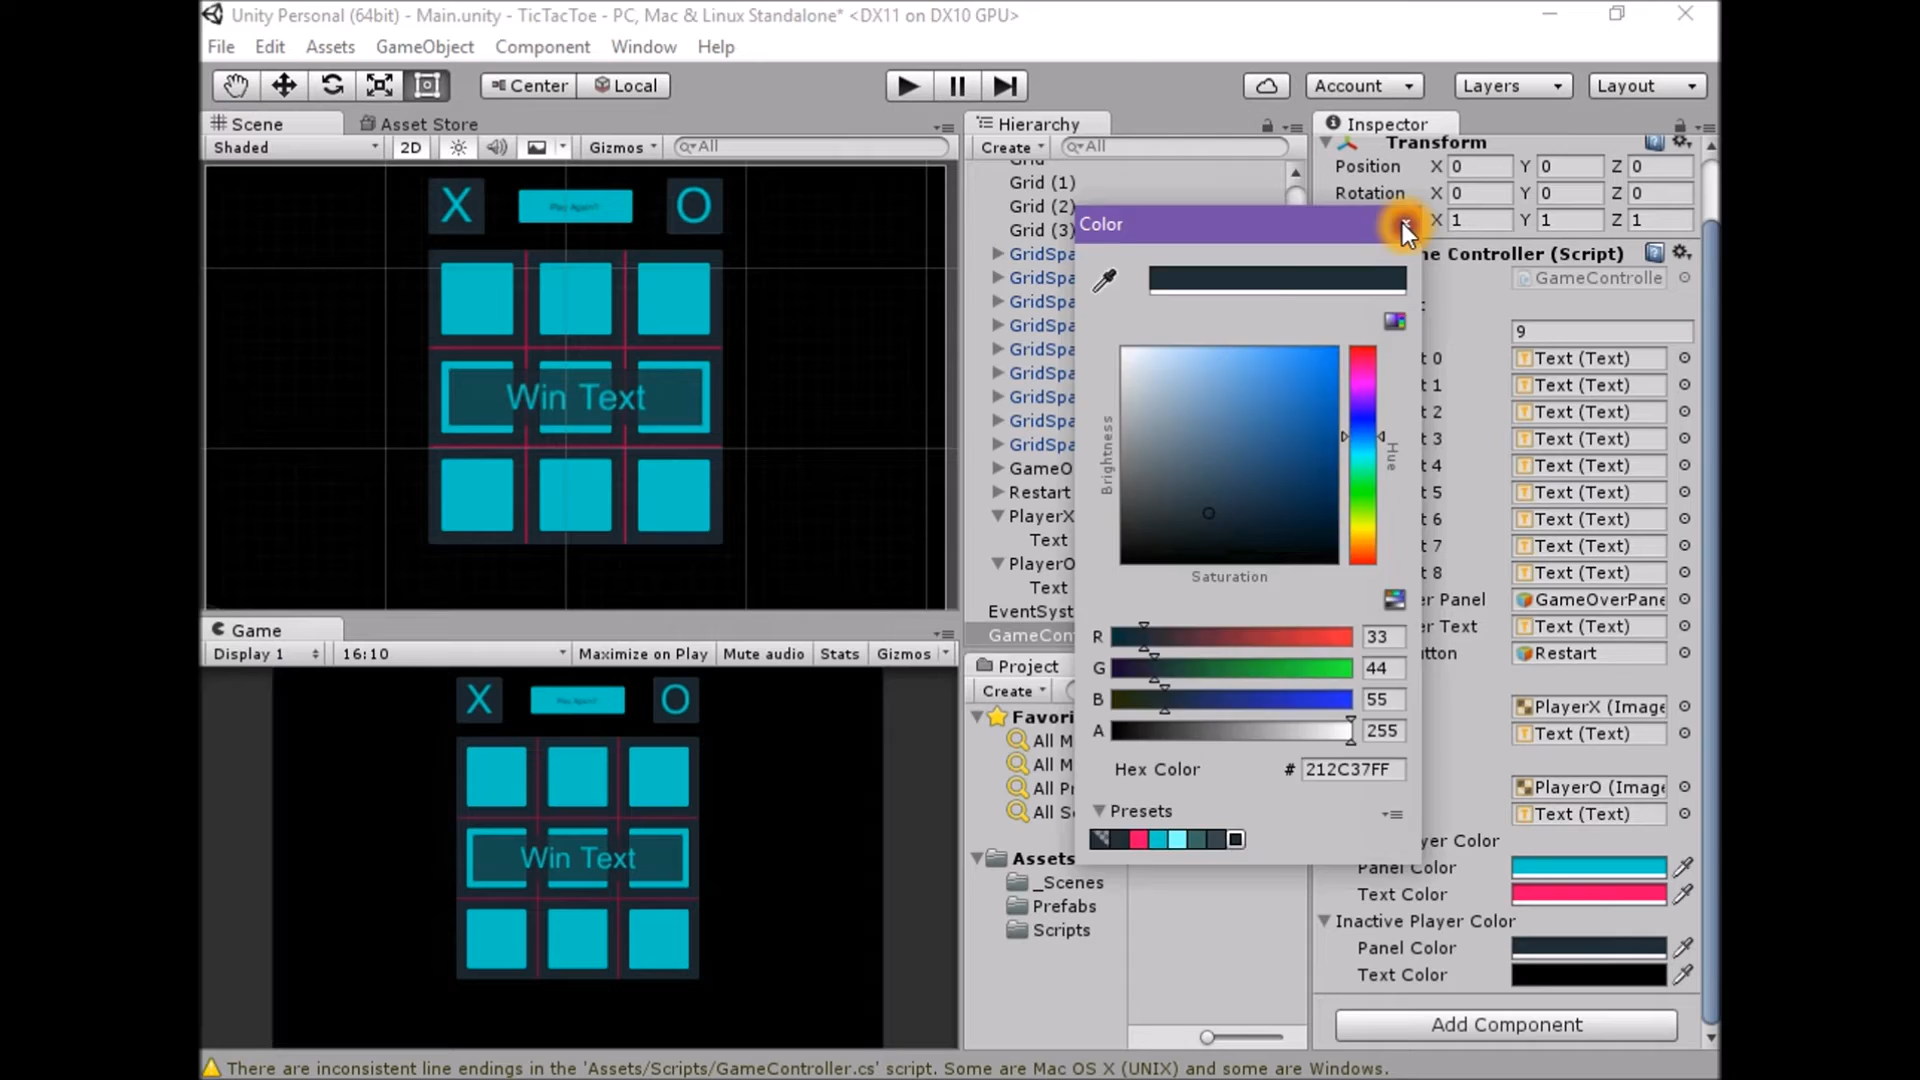 Unity Personal (64bit) - Main.unity - TicTacToe - PC, Mac & Linux Standalone* <DX11 on DX10 GPU>
File Edit Assets GameObject Component Window Help
Center Local Account Layers Layout
Scene Asset Store
Shaded 2D Gizmos All
X Play Again? O
Win Text
Game
Display 1 16:10 Maximize on Play Mute audio Stats Gizmos
X O
Win Text
Hierarchy
Create All
Grid
Grid (1)
Grid (2)
Grid (3)
GridSpa
GridSpa
GridSpa
GridSpa
GridSpa
GridSpa
GridSpa
GridSpa
GridSpa
GameO
Restart
PlayerX
Text
PlayerO
Text
EventSyst
GameCont
Project
Create
Favori
All M
All M
All Pr
All Sc
Assets
_Scenes
Prefabs
Scripts
Color
Brightness
Hue
Saturation
R 33
G 44
B 55
A 255
Hex Color # 212C37FF
Presets
Inspector
Transform
Position X 0 Y 0 Z 0
Rotation X 0 Y 0 Z 0
X 1 Y 1 Z 1
me Controller (Script)
GameControlle
9
t 0 Text (Text)
t 1 Text (Text)
t 2 Text (Text)
t 3 Text (Text)
t 4 Text (Text)
t 5 Text (Text)
t 6 Text (Text)
t 7 Text (Text)
t 8 Text (Text)
er Panel GameOverPane
er Text Text (Text)
utton Restart
PlayerX (Image
Text (Text)
PlayerO (Image
Text (Text)
yer Color
Panel Color
Text Color
Inactive Player Color
Panel Color
Text Color
Add Component
There are inconsistent line endings in the 'Assets/Scripts/GameController.cs' script. Some are Mac OS X (UNIX) and some are Windows.